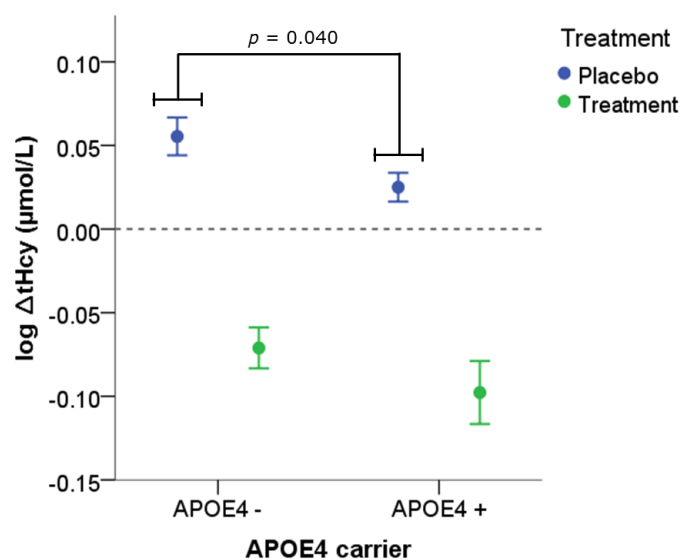 p = 0.040
Treatment
Placebo
Treatment
0.10
0.05
0.00
-0.05
-0.10
-0.15
log ΔtHcy (µmol/L)
APOE4 -
APOE4 +
APOE4 carrier